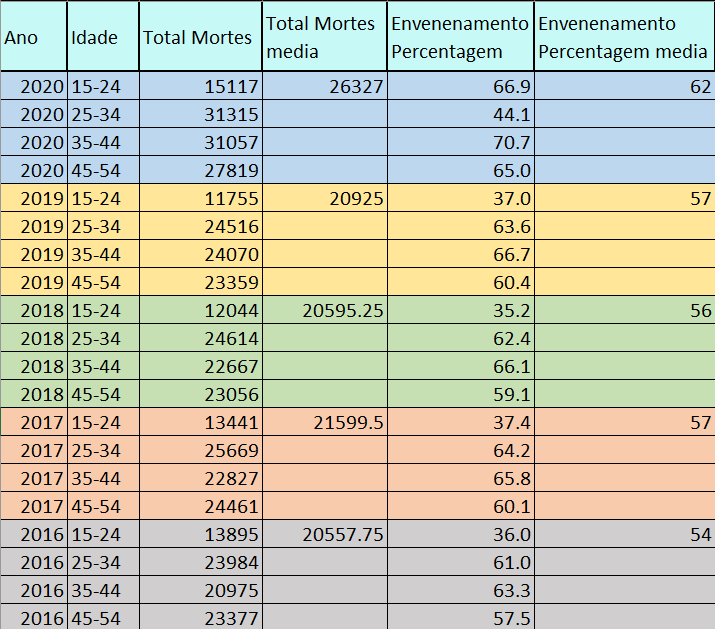 Ano Idade Total Mortes Total Mortes media Envenenamento Percentagem Envenenamento Percentagem media
2020 15-24 15117 26327 66.9 62
2020 25-34 31315 44.1
2020 35-44 31057 70.7
2020 45-54 27819 65.0
2019 15-24 11755 20925 37.0 57
2019 25-34 24516 63.6
2019 35-44 24070 66.7
2019 45-54 23359 60.4
2018 15-24 12044 20595.25 35.2 56
2018 25-34 24614 62.4
2018 35-44 22667 66.1
2018 45-54 23056 59.1
2017 15-24 13441 21599.5 37.4 57
2017 25-34 25669 64.2
2017 35-44 22827 65.8
2017 45-54 24461 60.1
2016 15-24 13895 20557.75 36.0 54
2016 25-34 23984 61.0
2016 35-44 20975 63.3
2016 45-54 23377 57.5